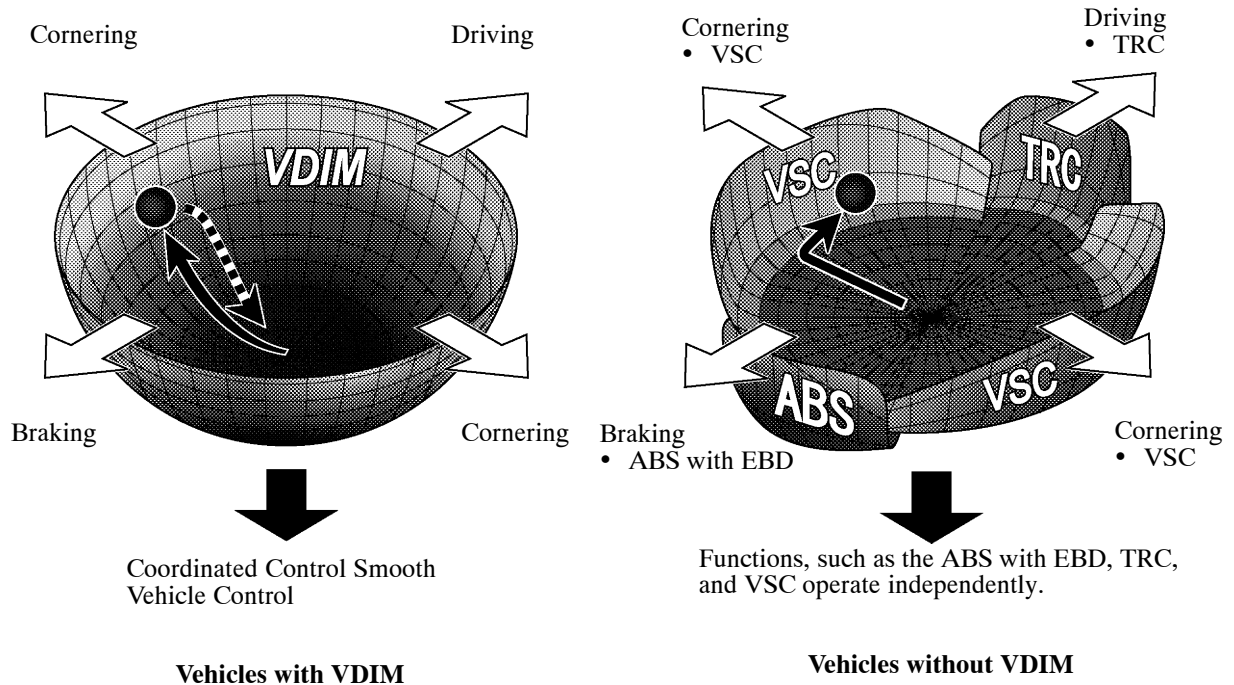 Cornering
Driving
VDIM
Braking
Cornering
Coordinated Control Smooth
Vehicle Control
Vehicles with VDIM
Cornering
• VSC
Driving
• TRC
VSC
TRC
ABS
VSC
Braking
• ABS with EBD
Cornering
• VSC
Functions, such as the ABS with EBD, TRC,
and VSC operate independently.
Vehicles without VDIM